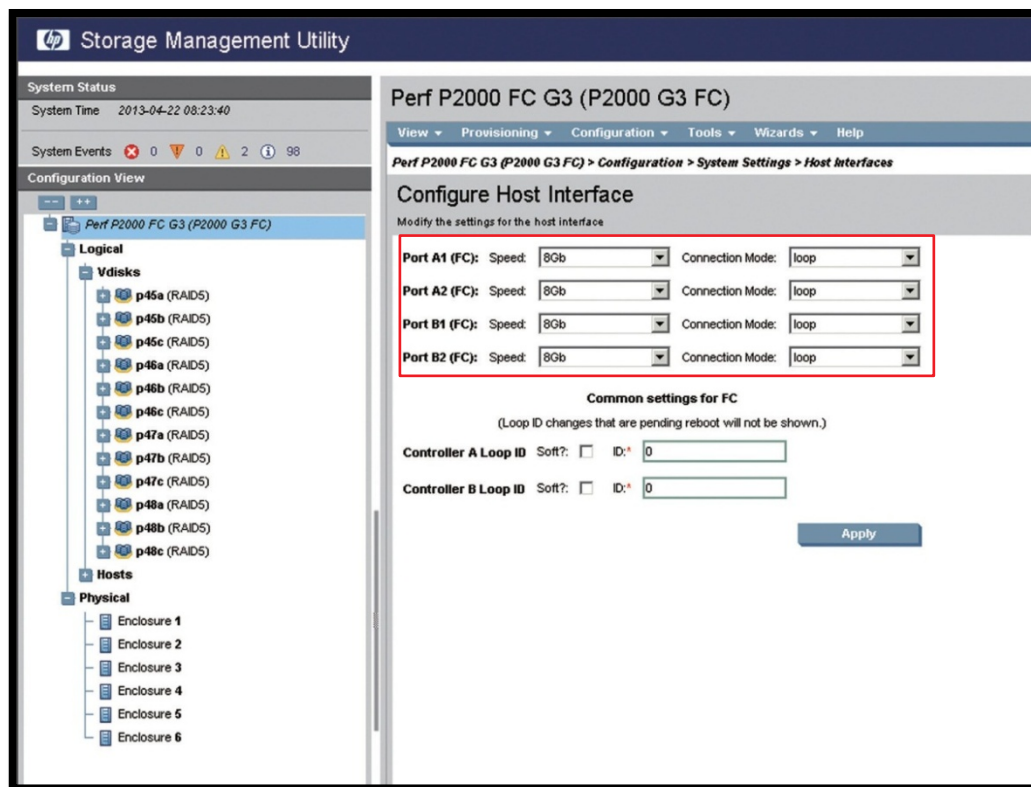 hp Storage Management Utility
System Status
System Time 2013-04-22 08:23:40
System Events 0 0 2 98
Configuration View
Perf P2000 FC G3 (P2000 G3 FC)
Logical
Vdisks
p45a (RAID5)
p45b (RAID5)
p45c (RAID5)
p46a (RAID5)
p46b (RAID5)
p46c (RAID5)
p47a (RAID5)
p47b (RAID5)
p47c (RAID5)
p48a (RAID5)
p48b (RAID5)
p48c (RAID5)
Hosts
Physical
Enclosure 1
Enclosure 2
Enclosure 3
Enclosure 4
Enclosure 5
Enclosure 6
Perf P2000 FC G3 (P2000 G3 FC)
View Provisioning Configuration Tools Wizards Help
Perf P2000 FC G3 (P2000 G3 FC) > Configuration > System Settings > Host Interfaces
Configure Host Interface
Modify the settings for the host interface
Port A1 (FC): Speed: 8Gb Connection Mode: loop
Port A2 (FC): Speed: 8Gb Connection Mode: loop
Port B1 (FC): Speed: 8Gb Connection Mode: loop
Port B2 (FC): Speed: 8Gb Connection Mode: loop
Common settings for FC
(Loop ID changes that are pending reboot will not be shown.)
Controller A Loop ID Soft?: ID:* 0
Controller B Loop ID Soft?: ID:* 0
Apply